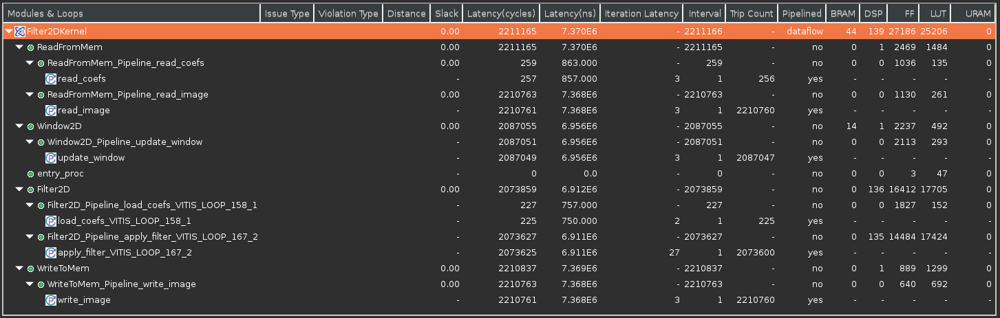 Modules & Loops Issue Type Violation Type Distance Slack Latency(cycles) Latency(ns) Iteration Latency Interval Trip Count Pipelined BRAM DSP FF LUT URAM
Filter2DKernel 0.00 2211165 7.370E6 - 2211166 - dataflow 44 139 27186 25206 0
ReadFromMem 0.00 2211165 7.370E6 - 2211165 - no 0 1 2469 1484 0
ReadFromMem_Pipeline_read_coefs 0.00 259 863.000 - 259 - no 0 0 1036 135 0
read_coefs - 257 857.000 3 1 256 yes - - - - -
ReadFromMem_Pipeline_read_image 0.00 2210763 7.368E6 - 2210763 - no 0 0 1130 261 0
read_image - 2210761 7.368E6 3 1 2210760 yes - - - - -
Window2D 0.00 2087055 6.956E6 - 2087055 - no 14 1 2237 492 0
Window2D_Pipeline_update_window - 2087051 6.956E6 - 2087051 - no 0 0 2113 293 0
update_window - 2087049 6.956E6 3 1 2087047 yes - - - - -
entry_proc - 0 0.0 - 0 - no 0 0 3 47 0
Filter2D 0.00 2073859 6.912E6 - 2073859 - no 0 136 16412 17705 0
Filter2D_Pipeline_load_coefs_VITIS_LOOP_158_1 - 227 757.000 - 227 - no 0 0 1827 152 0
load_coefs_VITIS_LOOP_158_1 - 225 750.000 2 1 225 yes - - - - -
Filter2D_Pipeline_apply_filter_VITIS_LOOP_167_2 - 2073627 6.911E6 - 2073627 - no 0 135 14484 17424 0
apply_filter_VITIS_LOOP_167_2 - 2073625 6.911E6 27 1 2073600 yes - - - - -
WriteToMem 0.00 2210837 7.369E6 - 2210837 - no 0 1 889 1299 0
WriteToMem_Pipeline_write_image 0.00 2210763 7.368E6 - 2210763 - no 0 0 640 692 0
write_image - 2210761 7.368E6 3 1 2210760 yes - - - - -